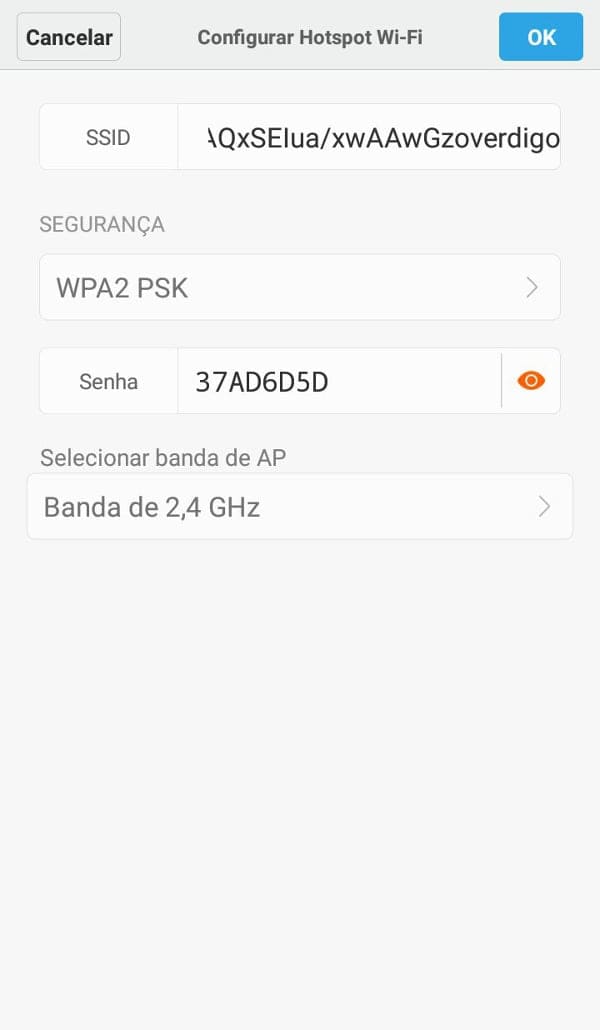 Cancelar
Configurar Hotspot Wi-Fi
OK
SSID
AQxSEIua/xwAAwGzoverdigo
SEGURANÇA
WPA2 PSK
Senha
37AD6D5D
Selecionar banda de AP
Banda de 2,4 GHz